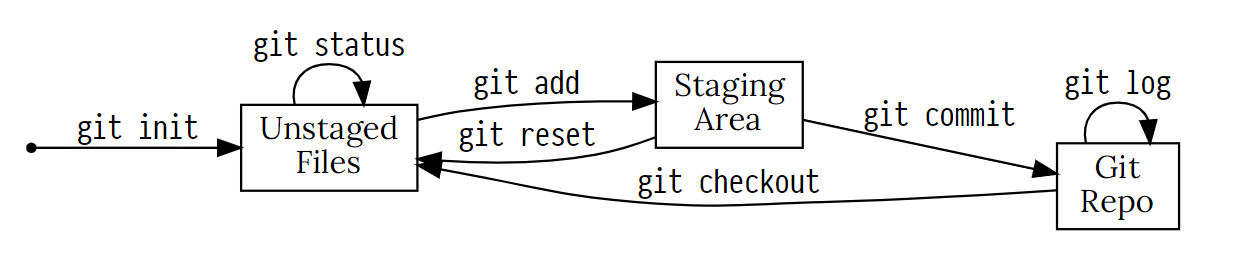 git status
git init
Unstaged
Files
git add
git reset
Staging
Area
git commit
git checkout
git log
Git
Repo